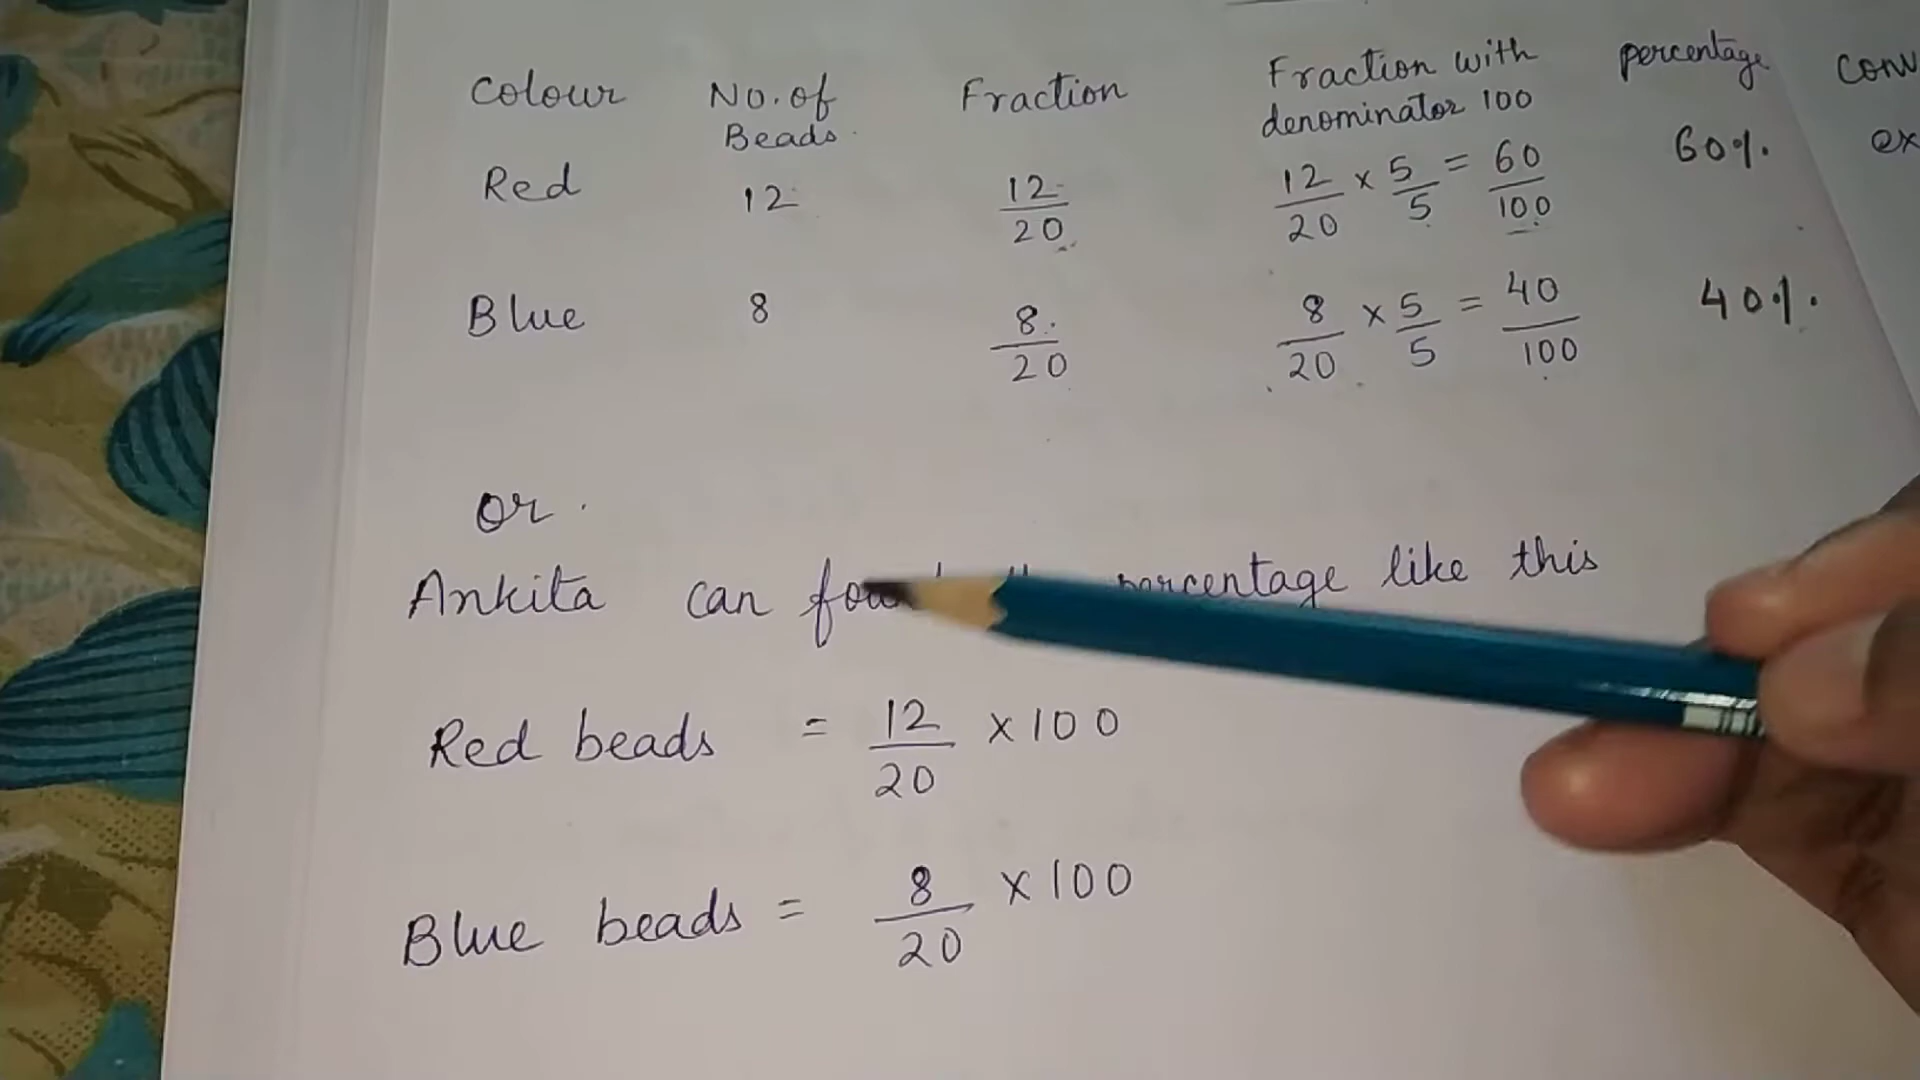 Colour No. of Beads. Fraction Fraction with denominator 100 percentage
Red 12 12/20 12/20 × 5/5 = 60/100 60%.
Blue 8 8/20 8/20 × 5/5 = 40/100 40%.
or.
Ankita can percentage like this
Red beads = 12/20 × 100
Blue beads = 8/20 × 100